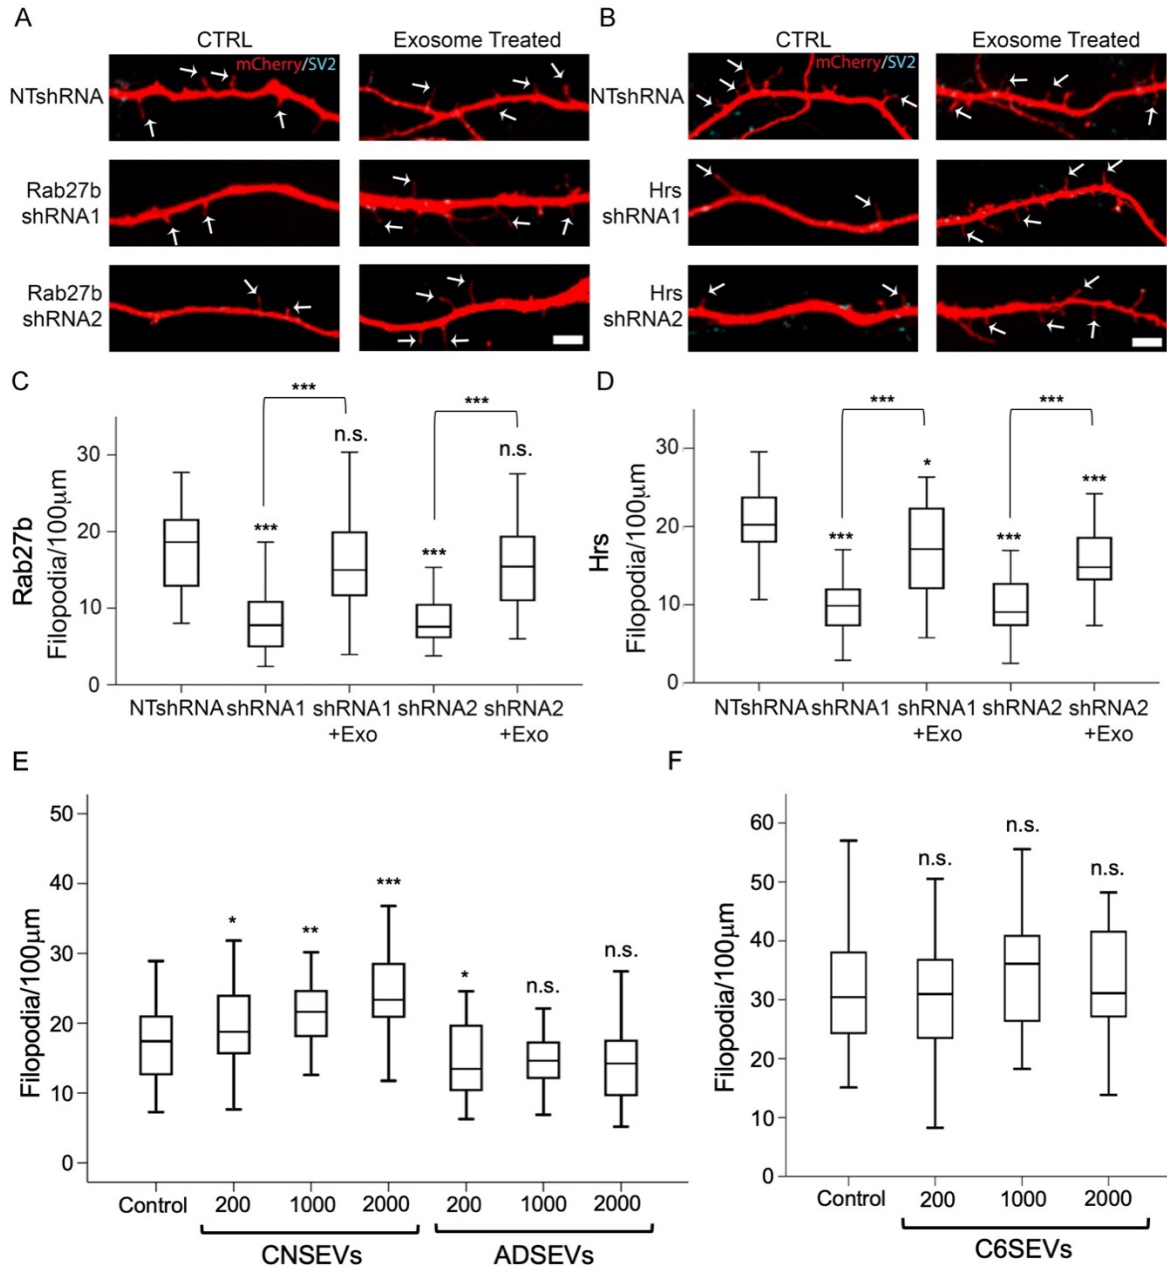 A
B
CTRL
Exosome Treated
CTRL
Exosome Treated
NTshRNA
mCherry/SV2
NTshRNA
mCherry/SV2
Rab27b
shRNA1
Hrs
shRNA1
Rab27b
shRNA2
Hrs
shRNA2
C
Rab27b
Filopodia/100μm
30
20
10
0
***
***
***
n.s.
***
n.s.
NTshRNA shRNA1 shRNA1 shRNA2 shRNA2
+Exo +Exo
D
Hrs
Filopodia/100μm
30
20
10
0
***
***
***
*
***
***
NTshRNA shRNA1 shRNA1 shRNA2 shRNA2
+Exo +Exo
E
Filopodia/100μm
50
40
30
20
10
0
*
**
***
*
n.s.
n.s.
Control 200 1000 2000 200 1000 2000
CNSEVs ADSEVs
F
Filopodia/100μm
60
50
40
30
20
10
0
n.s.
n.s.
n.s.
Control 200 1000 2000
C6SEVs